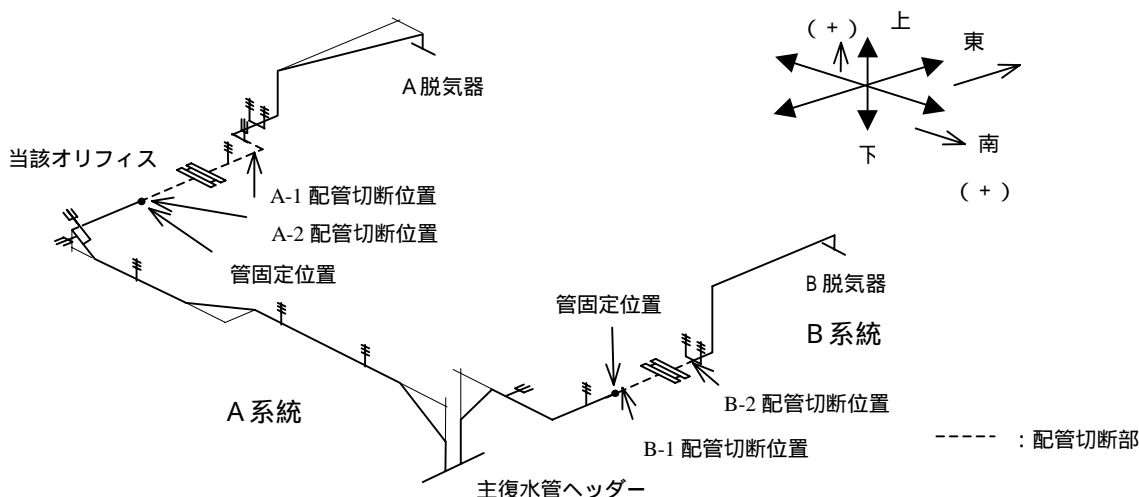 (+)
上
東
南
下
(+)
A脱気器
当該オリフィス
A-1 配管切断位置
A-2 配管切断位置
管固定位置
管固定位置
B脱気器
B系統
A系統
B-2 配管切断位置
B-1 配管切断位置
: 配管切断部
主復水管ヘッダー